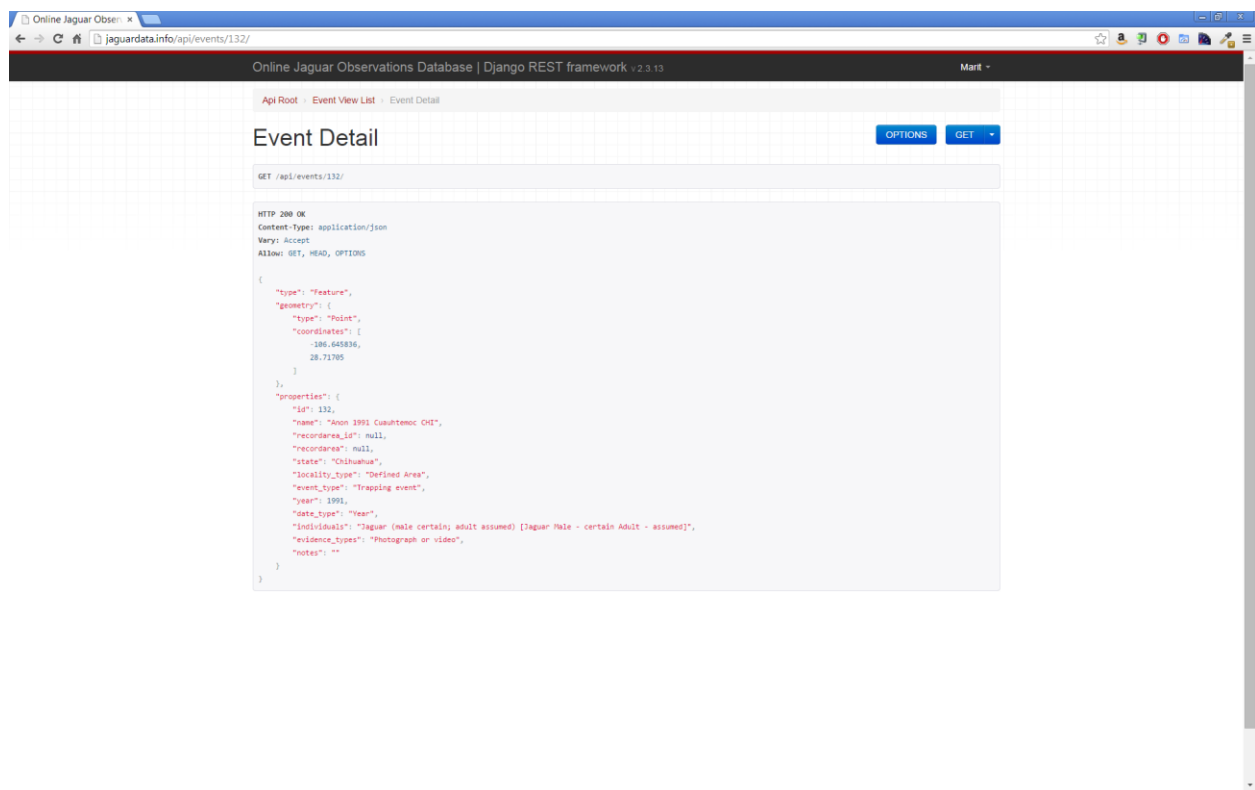 Online Jaguar Obser
jaguardata.info/api/events/132/
Online Jaguar Observations Database | Django REST framework v 2.3.13
Marit
Api Root › Event View List › Event Detail
Event Detail
OPTIONS
GET
GET /api/events/132/
HTTP 200 OK
Content-Type: application/json
Vary: Accept
Allow: GET, HEAD, OPTIONS
{
"type": "Feature",
"geometry": {
"type": "Point",
"coordinates": [
-106.645836,
28.71705
]
},
"properties": {
"id": 132,
"name": "Anon 1991 Cuauhtemoc CHI",
"recordarea_id": null,
"recordarea": null,
"state": "Chihuahua",
"locality_type": "Defined Area",
"event_type": "Trapping event",
"year": 1991,
"date_type": "Year",
"individuals": "Jaguar (male certain; adult assumed) [Jaguar Male - certain Adult - assumed]",
"evidence_types": "Photograph or video",
"notes": ""
}
}